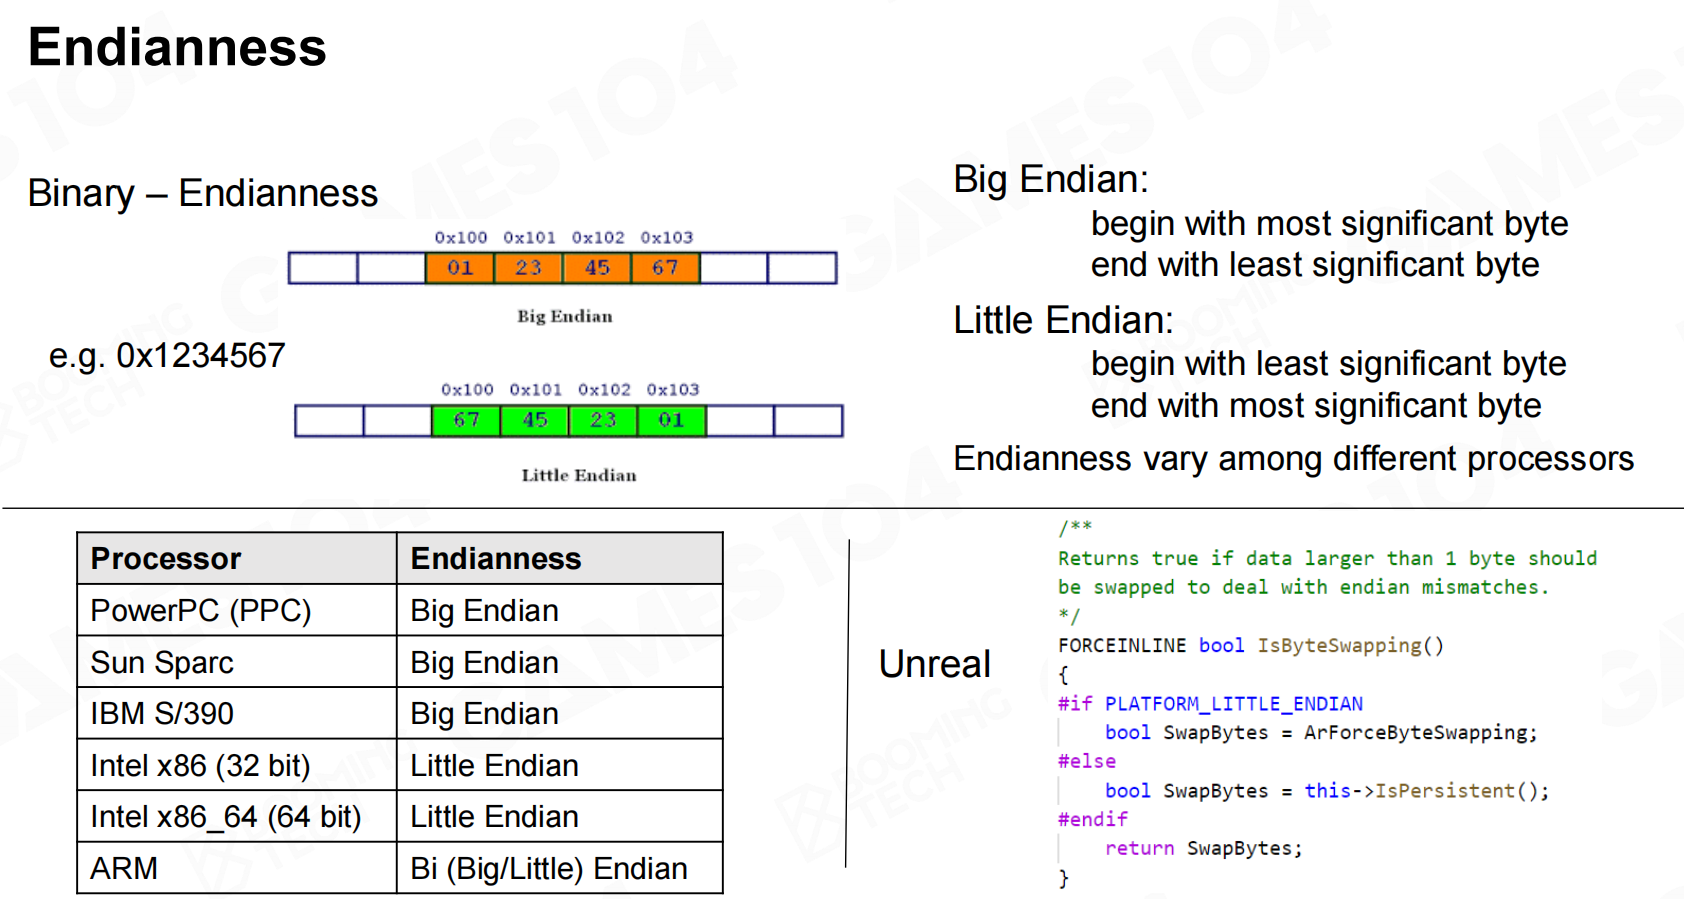 Endianness
Binary – Endianness
0x100 0x101 0x102 0x103
01 23 45 67
Big Endian
e.g. 0x1234567
0x100 0x101 0x102 0x103
67 45 23 01
Little Endian
Big Endian:
begin with most significant byte
end with least significant byte
Little Endian:
begin with least significant byte
end with most significant byte
Endianness vary among different processors
Processor Endianness
PowerPC (PPC) Big Endian
Sun Sparc Big Endian
IBM S/390 Big Endian
Intel x86 (32 bit) Little Endian
Intel x86_64 (64 bit) Little Endian
ARM Bi (Big/Little) Endian
Unreal
/**
Returns true if data larger than 1 byte should
be swapped to deal with endian mismatches.
*/
FORCEINLINE bool IsByteSwapping()
{
#if PLATFORM_LITTLE_ENDIAN
bool SwapBytes = ArForceByteSwapping;
#else
bool SwapBytes = this->IsPersistent();
#endif
return SwapBytes;
}
GAMES 104
BOOMING
TECH